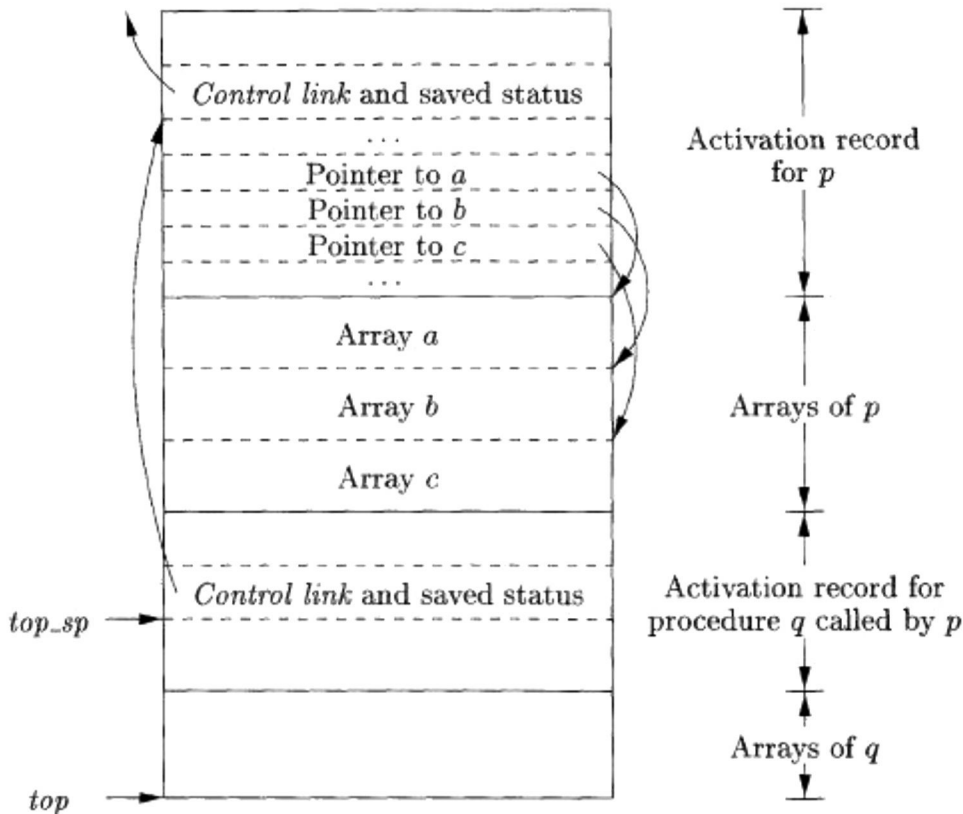 Control link and saved status
...
Pointer to a
Pointer to b
Pointer to c
...
Activation record
for p
Array a
Array b
Array c
Arrays of p
Control link and saved status
top_sp
Activation record for
procedure q called by p
Arrays of q
top